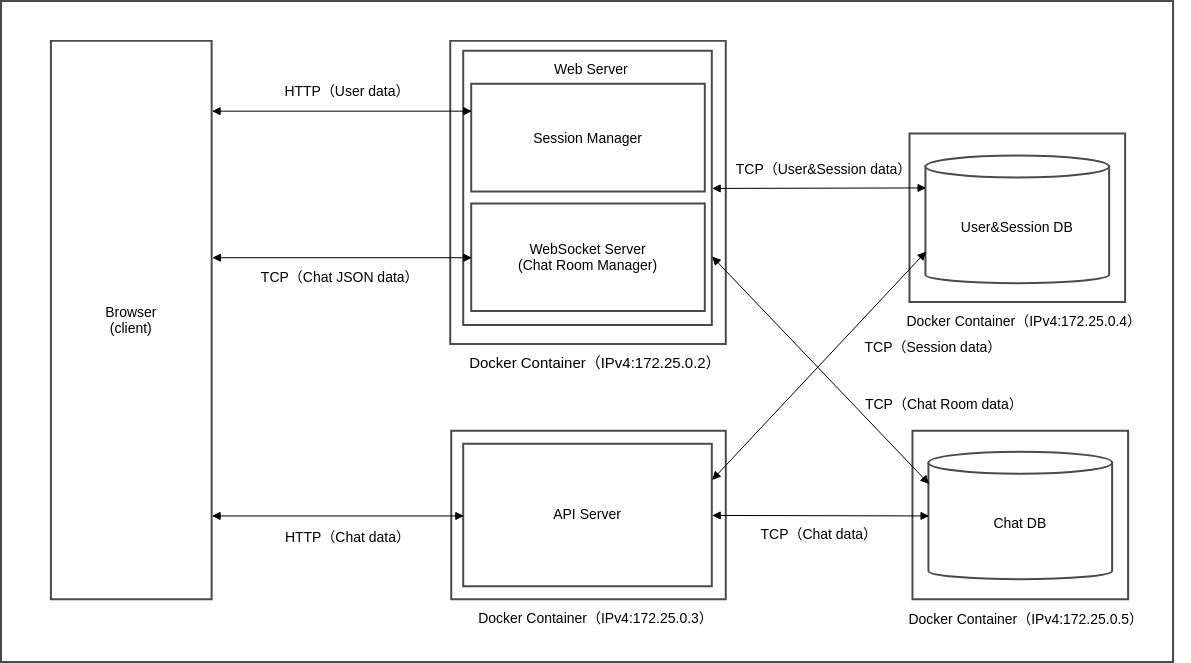 Web Server
HTTP（User data）
Session Manager
TCP（User&Session data）
User&Session DB
WebSocket Server
(Chat Room Manager)
TCP（Chat JSON data）
Browser
(client)
Docker Container（IPv4:172.25.0.4）
TCP（Session data）
Docker Container（IPv4:172.25.0.2）
TCP（Chat Room data）
API Server
Chat DB
HTTP（Chat data）
TCP（Chat data）
Docker Container（IPv4:172.25.0.3）
Docker Container（IPv4:172.25.0.5）